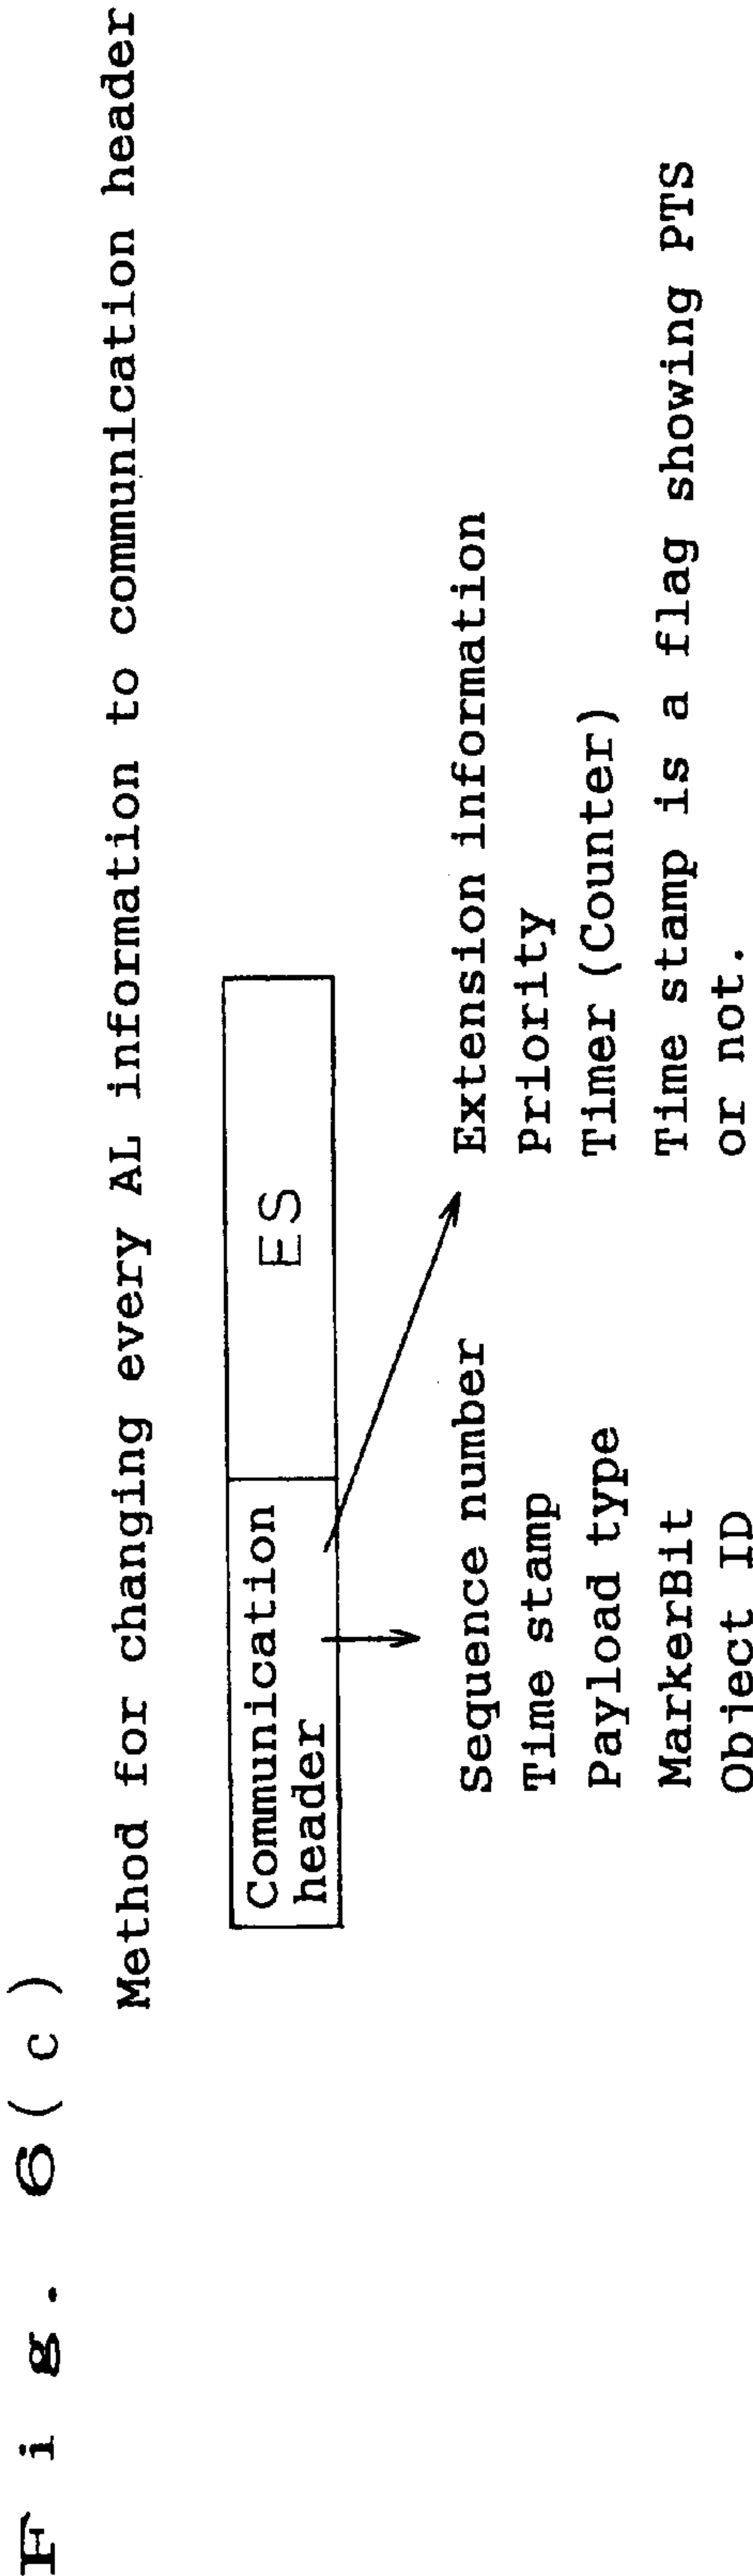 Fig. 6(c)
Method for changing every AL information to communication header
Communication
header
ES
Sequence number
Time stamp
Payload type
MarkerBit
Object ID
Extension information
Priority
Timer (Counter)
Time stamp is a flag showing PTS
or not.